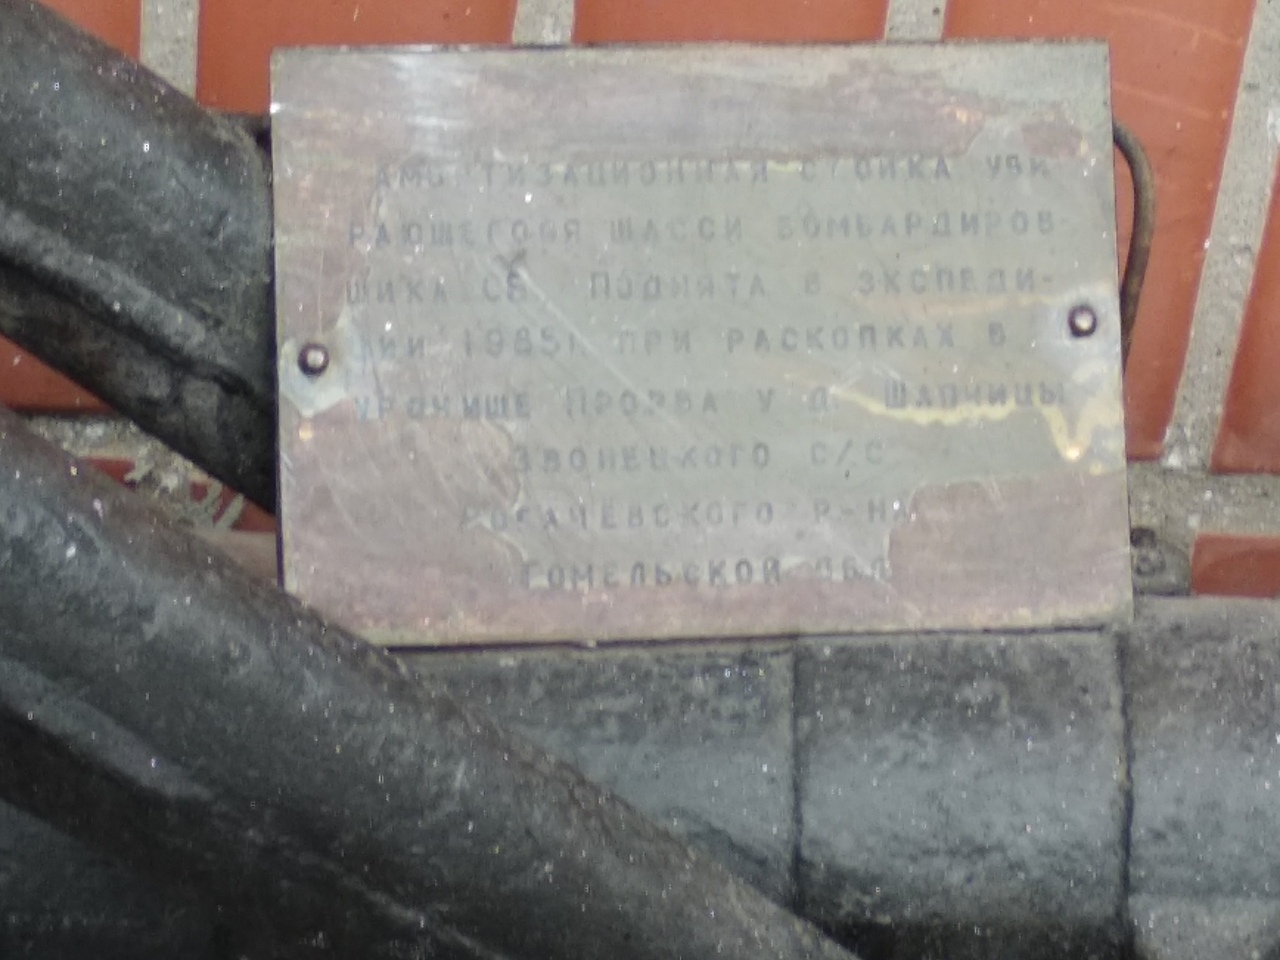 АМОРТИЗАЦИОННАЯ СТОЙКА УБИ-
РАЮЩЕГОСЯ ШАССИ БОМБАРДИРОВ-
ЩИКА СБ. ПОДНЯТА В ЭКСПЕДИ-
ЦИИ 1985г. ПРИ РАСКОПКАХ В
УРОЧИЩЕ ПРОРВА У Д. ШАПЧИЦЫ
ЗВОНЕЦКОГО С/С
РОГАЧЕВСКОГО Р-НА
ГОМЕЛЬСКОЙ ОБЛ